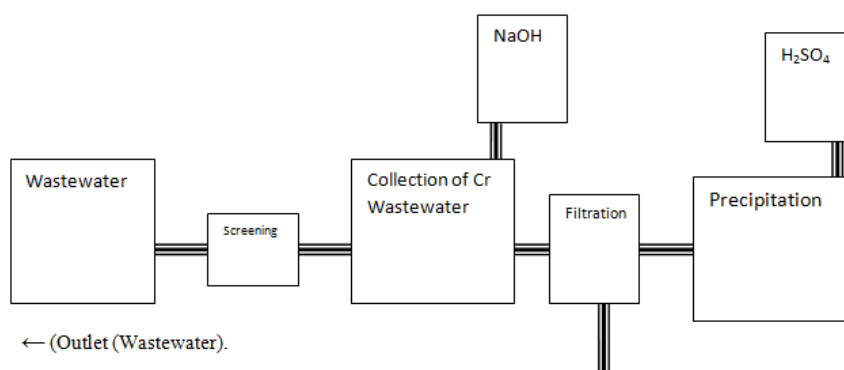 NaOH
H₂SO₄
Wastewater
Screening
Collection of Cr
Wastewater
Filtration
Precipitation
← (Outlet (Wastewater).